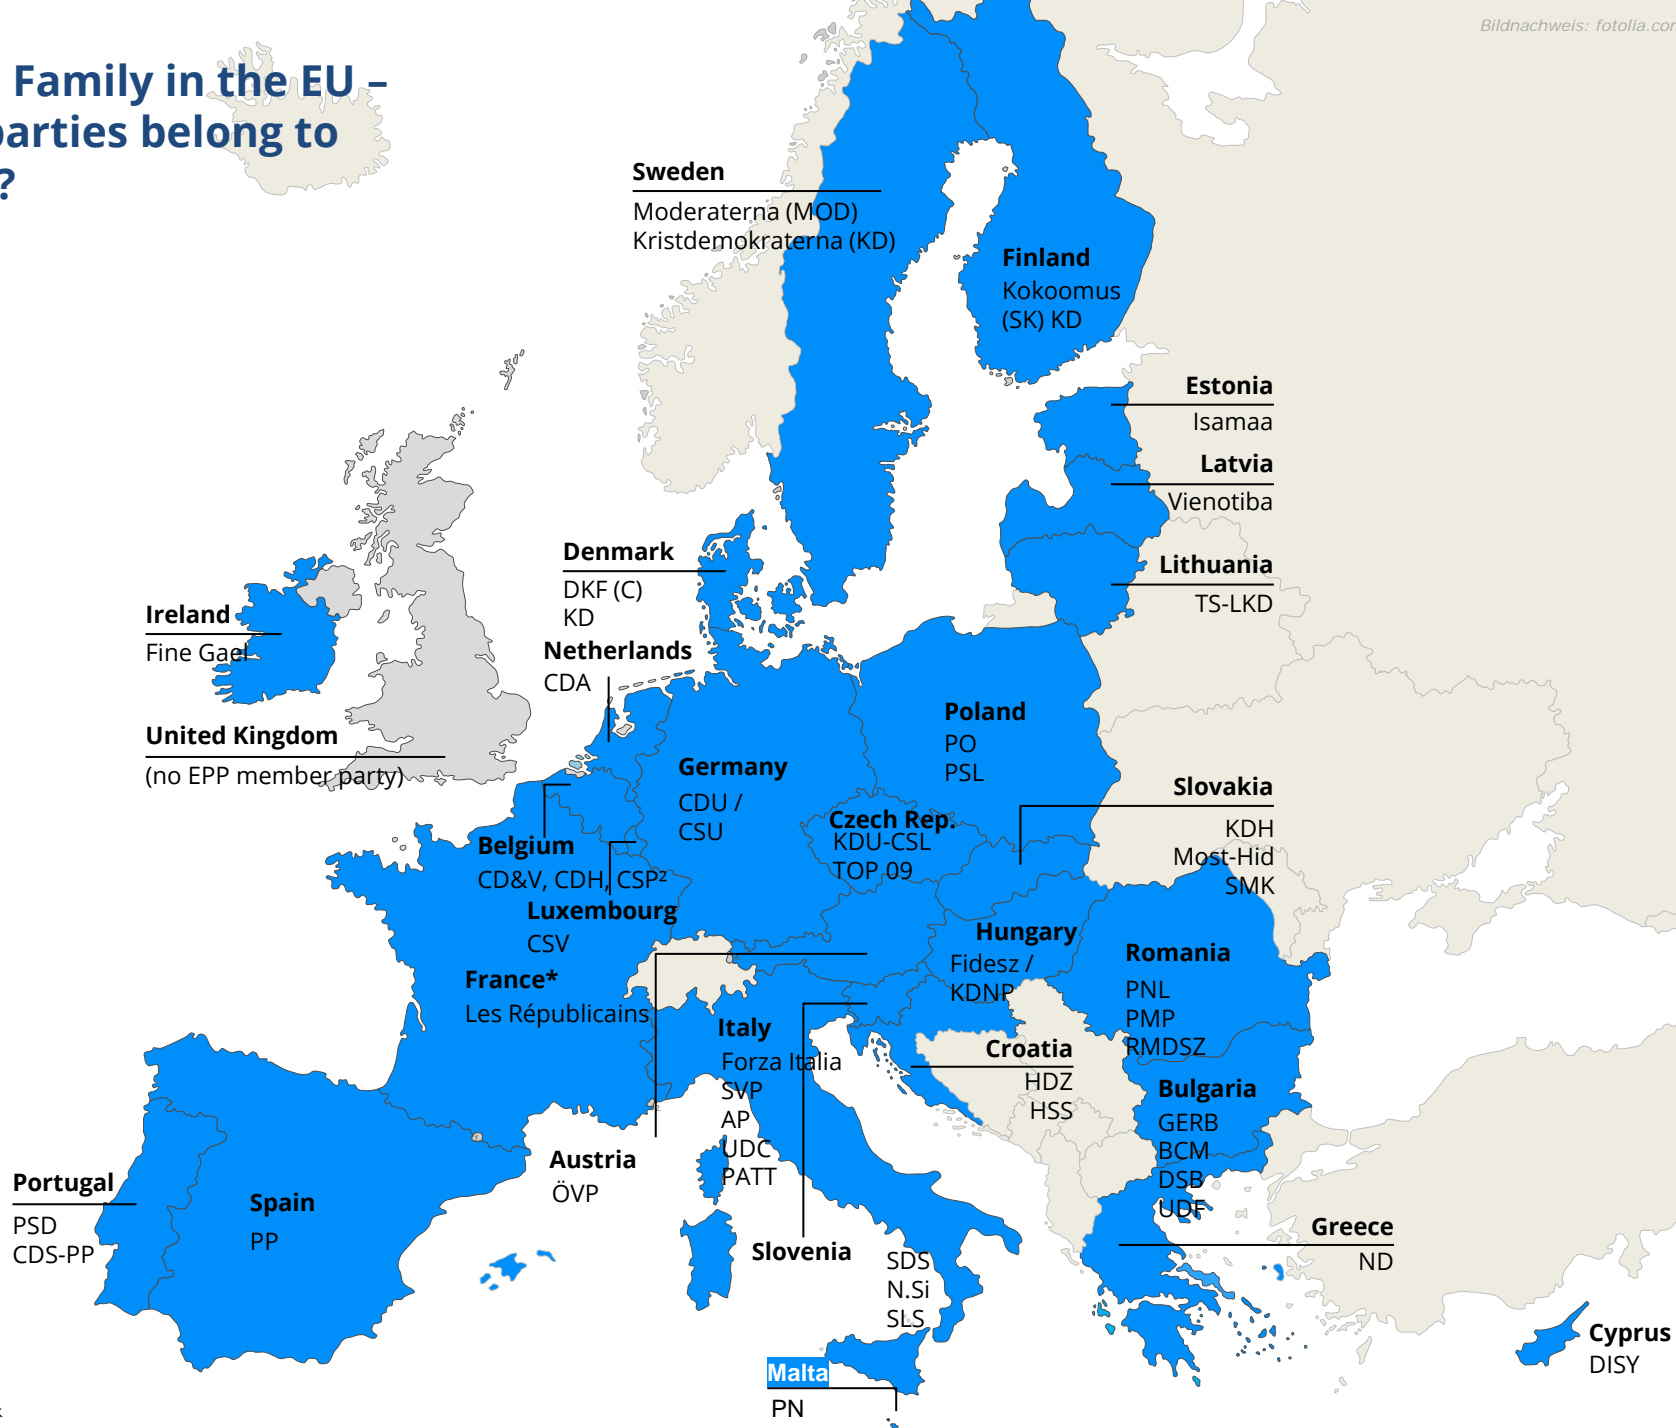 Bildnachweis: fotolia.com
Family in the EU –
parties belong to
?
Sweden
Moderaterna (MOD)
Kristdemokraterna (KD)
Finland
Kokoomus
(SK) KD
Estonia
Isamaa
Latvia
Vienotiba
Lithuania
TS-LKD
Denmark
DKF (C)
KD
Ireland
Fine Gael
Netherlands
CDA
United Kingdom
(no EPP member party)
Poland
PO
PSL
Germany
CDU /
CSU
Slovakia
KDH
Most-Hid
SMK
Czech Rep.
KDU-CSL
TOP 09
Belgium
CD&V, CDH, CSP²
Luxembourg
CSV
France*
Les Républicains
Hungary
Fidesz /
KDNP
Romania
PNL
PMP
RMDSZ
Italy
Forza Italia
SVP
AP
UDC
PATT
Croatia
HDZ
HSS
Bulgaria
GERB
BCM
DSB
UDF
Austria
ÖVP
Portugal
PSD
CDS-PP
Spain
PP
Slovenia
SDS
N.Si
SLS
Greece
ND
Cyprus
DISY
Malta
PN